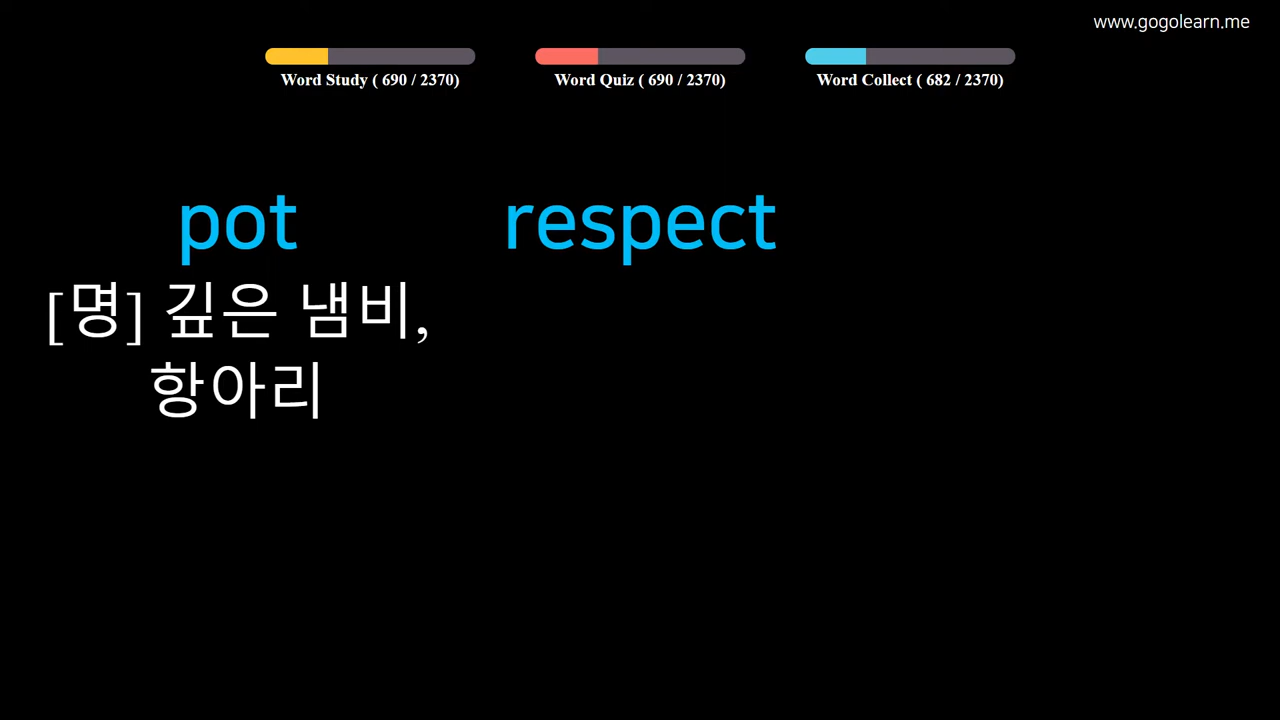 www.gogolearn.me
Word Study ( 690 / 2370)
Word Quiz ( 690 / 2370)
Word Collect ( 682 / 2370)
pot
[명] 깊은 냄비,
항아리
respect